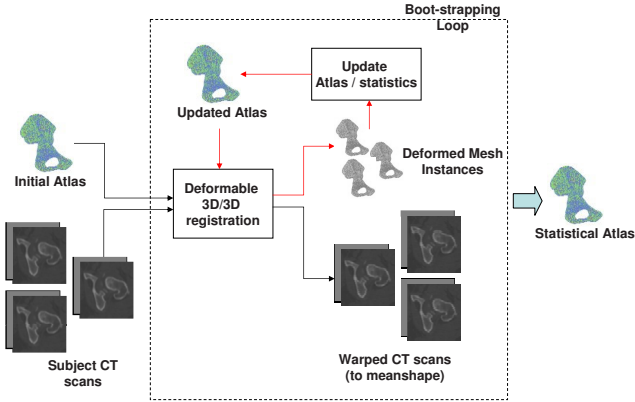 Boot-strapping
Loop
Update
Atlas / statistics
Updated Atlas
Initial Atlas
Deformable
3D/3D
registration
Deformed Mesh
Instances
Statistical Atlas
Subject CT
scans
Warped CT scans
(to meanshape)